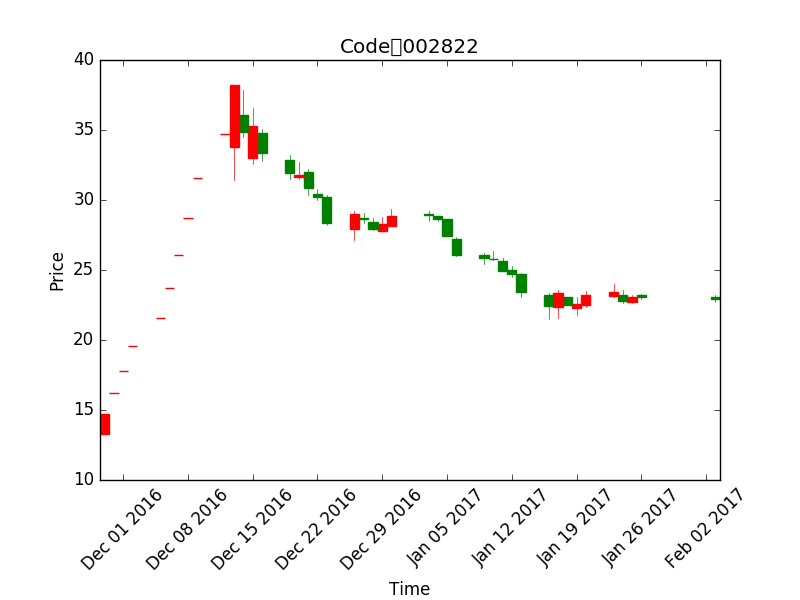 Code▯002822
40
35
30
25
20
15
10
Price
Dec 01 2016
Dec 08 2016
Dec 15 2016
Dec 22 2016
Dec 29 2016
Jan 05 2017
Jan 12 2017
Jan 19 2017
Jan 26 2017
Feb 02 2017
Time